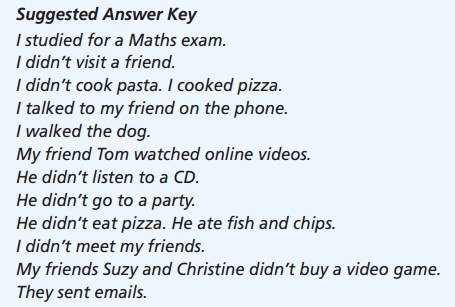 Suggested Answer Key
I studied for a Maths exam.
I didn't visit a friend.
I didn't cook pasta. I cooked pizza.
I talked to my friend on the phone.
I walked the dog.
My friend Tom watched online videos.
He didn't listen to a CD.
He didn't go to a party.
He didn't eat pizza. He ate fish and chips.
I didn't meet my friends.
My friends Suzy and Christine didn't buy a video game.
They sent emails.